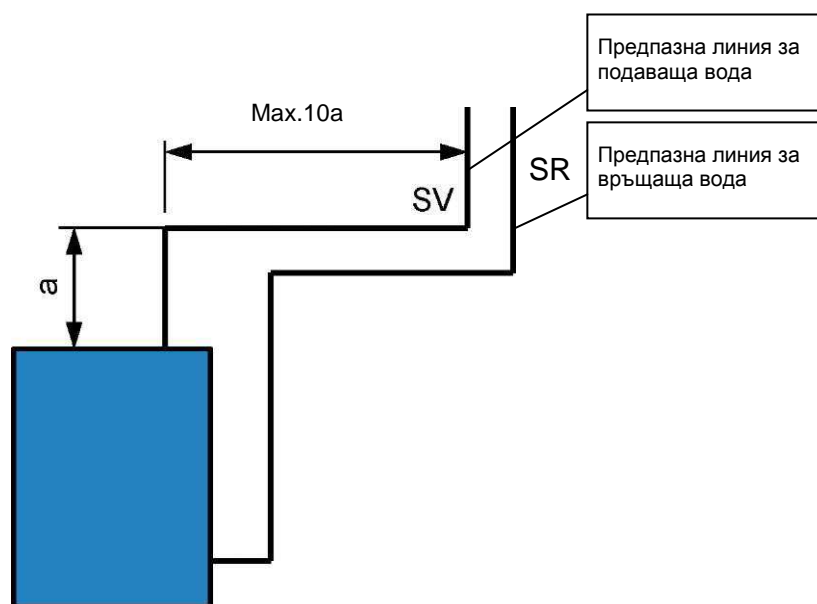 Предпазна линия за
подаваща вода
Max.10a
Предпазна линия за
връщаща вода
SR
SV
a